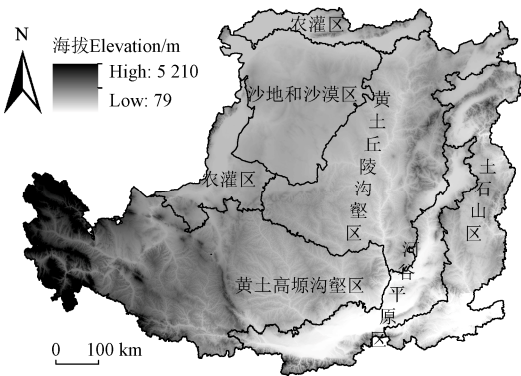 农灌区
N
海拔Elevation/m
High: 5 210
Low: 79
沙地和沙漠区
黄土丘陵沟壑区
土石山区
农灌区
河谷平原区
黄土高塬沟壑区
0 100 km